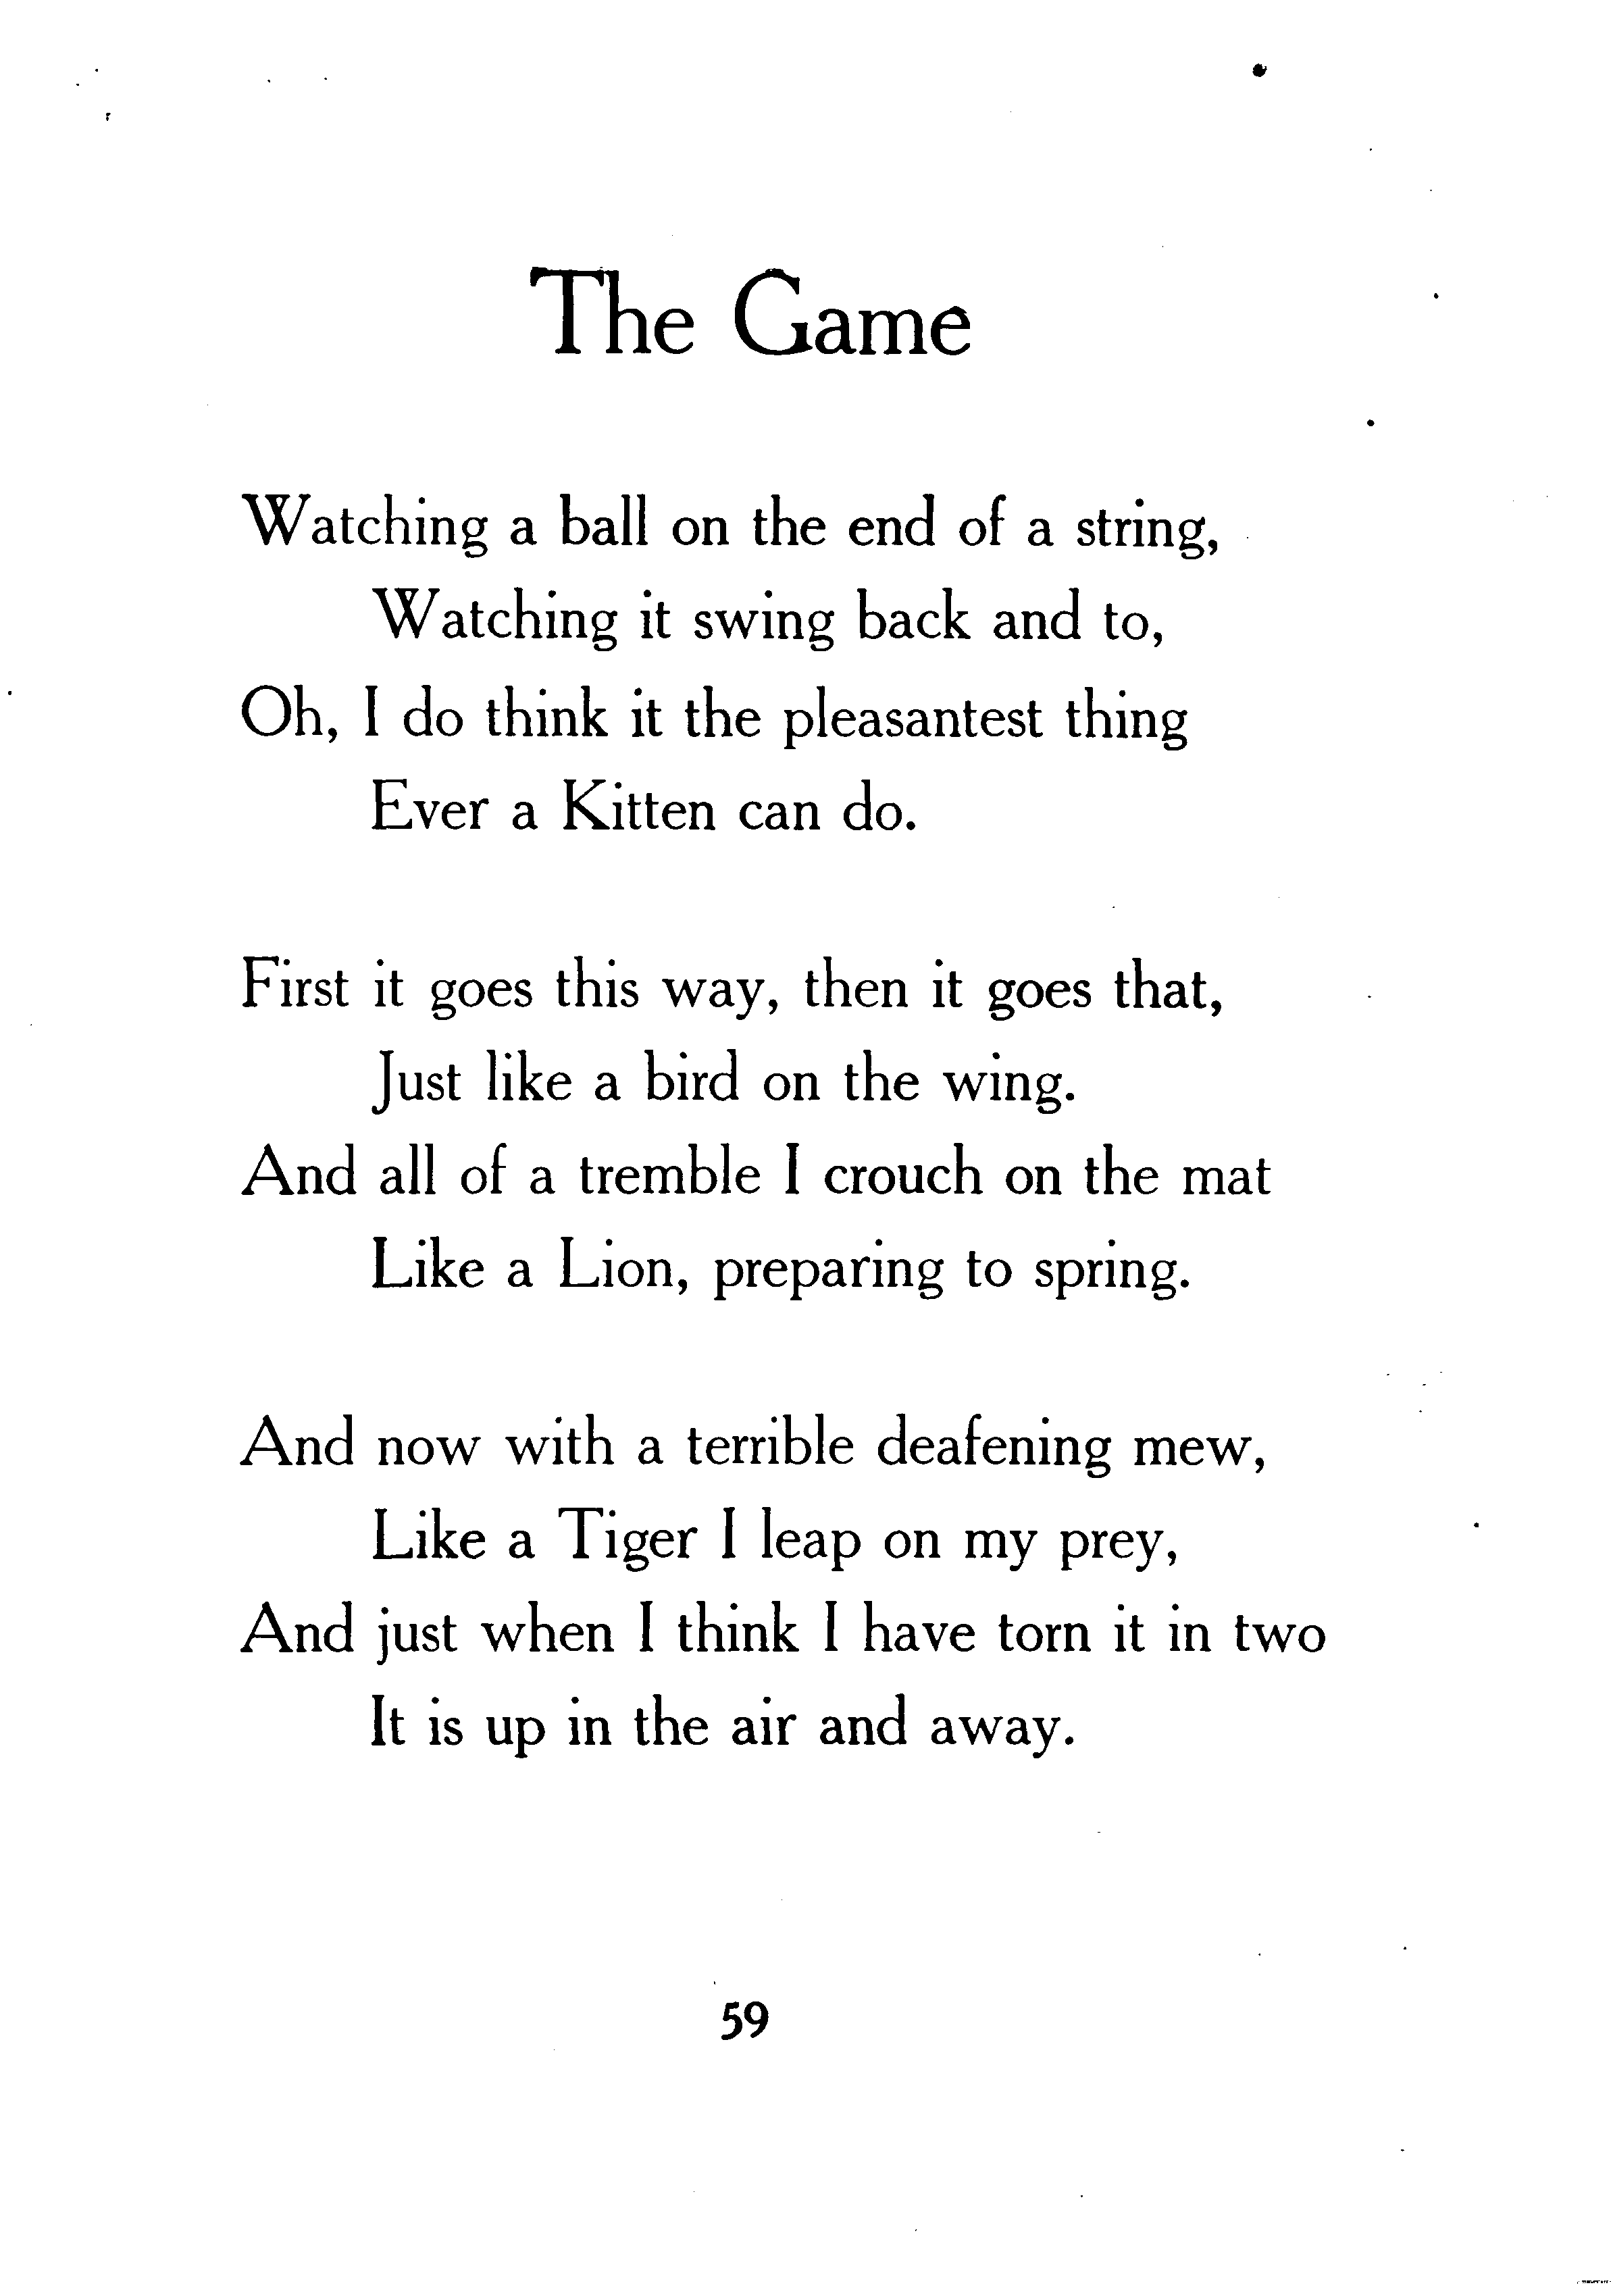 The Game
Watching a ball on the end of a string,
Watching it swing back and to,
Oh, I do think it the pleasantest thing
Ever a Kitten can do.
First it goes this way, then it goes that,
Just like a bird on the wing.
And all of a tremble I crouch on the mat
Like a Lion, preparing to spring.
And now with a terrible deafening mew,
Like a Tiger I leap on my prey,
And just when I think I have torn it in two
It is up in the air and away.
59